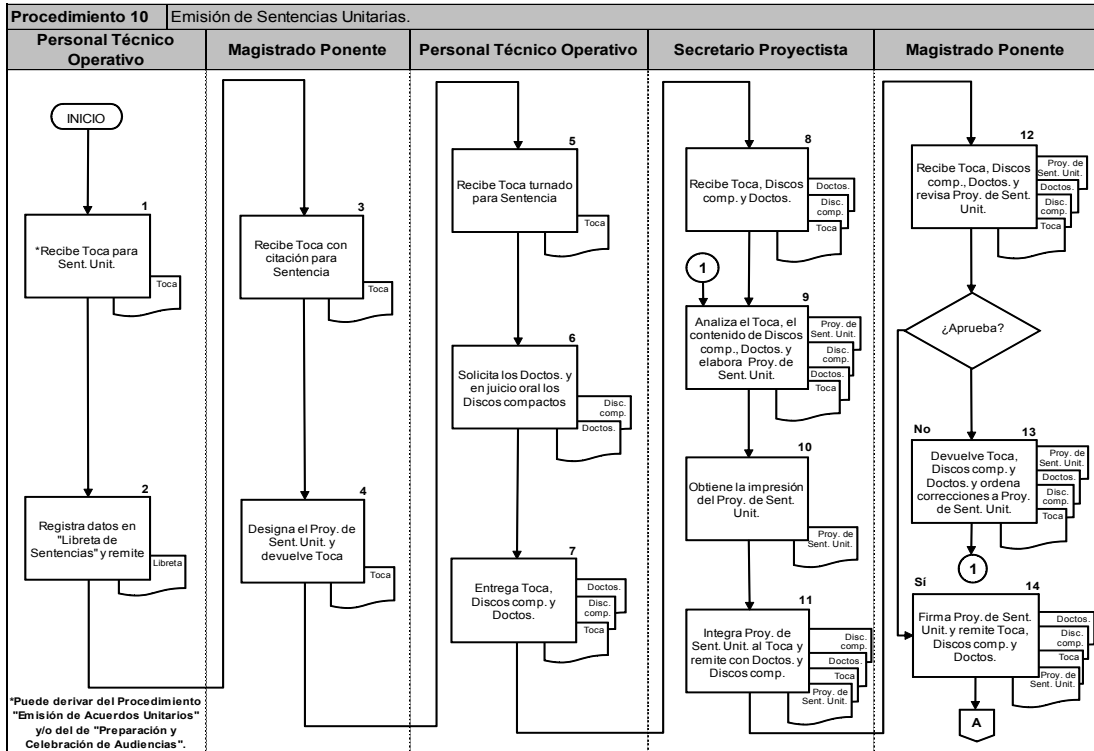 Procedimiento 10 Emisión de Sentencias Unitarias.
Personal Técnico
Operativo
Magistrado Ponente
Personal Técnico Operativo
Secretario Proyectista
Magistrado Ponente
INICIO
1
*Recibe Toca para
Sent. Unit.
Toca
2
Registra datos en
"Libreta de
Sentencias" y remite
Libreta
*Puede derivar del Procedimiento
"Emisión de Acuerdos Unitarios"
y/o del de "Preparación y
Celebración de Audiencias".
3
Recibe Toca con
citación para
Sentencia
Toca
4
Designa el Proy. de
Sent. Unit. y
devuelve Toca
Toca
5
Recibe Toca turnado
para Sentencia
Toca
6
Solicita los Doctos. y
en juicio oral los
Discos compactos
Disc.
comp.
Doctos.
7
Entrega Toca,
Discos comp. y
Doctos.
Doctos.
Disc.
comp.
Toca
8
Recibe Toca, Discos
comp. y Doctos.
Doctos.
Disc.
comp.
Toca
1
9
Analiza el Toca, el
contenido de Discos
comp., Doctos. y
elabora Proy. de
Sent. Unit.
Proy. de
Sent. Unit.
Disc.
comp.
Doctos.
Toca
10
Obtiene la impresión
del Proy. de Sent.
Unit.
Proy. de
Sent. Unit.
11
Integra Proy. de
Sent. Unit. al Toca y
remite con Doctos. y
Discos comp.
Disc.
comp.
Doctos.
Toca
Proy. de
Sent. Unit.
12
Recibe Toca, Discos
comp., Doctos. y
revisa Proy. de Sent.
Unit.
Proy. de
Sent. Unit.
Doctos.
Disc.
comp.
Toca
¿Aprueba?
No
13
Devuelve Toca,
Discos comp. y
Doctos. y ordena
correcciones a Proy.
de Sent. Unit.
Proy. de
Sent. Unit.
Doctos.
Disc.
comp.
Toca
1
Sí
14
Firma Proy. de Sent.
Unit. y remite Toca,
Discos comp. y
Doctos.
Doctos.
Disc.
comp.
Toca
Proy. de
Sent. Unit.
A